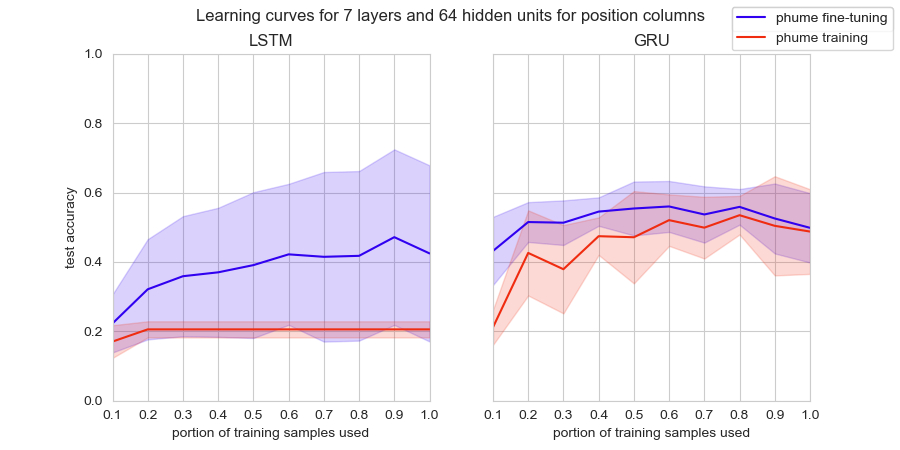 Learning curves for 7 layers and 64 hidden units for position columns
phume fine-tuning
phume training
LSTM
GRU
test accuracy
1.0
0.8
0.6
0.4
0.2
0.0
0.1 0.2 0.3 0.4 0.5 0.6 0.7 0.8 0.9 1.0
portion of training samples used
0.1 0.2 0.3 0.4 0.5 0.6 0.7 0.8 0.9 1.0
portion of training samples used